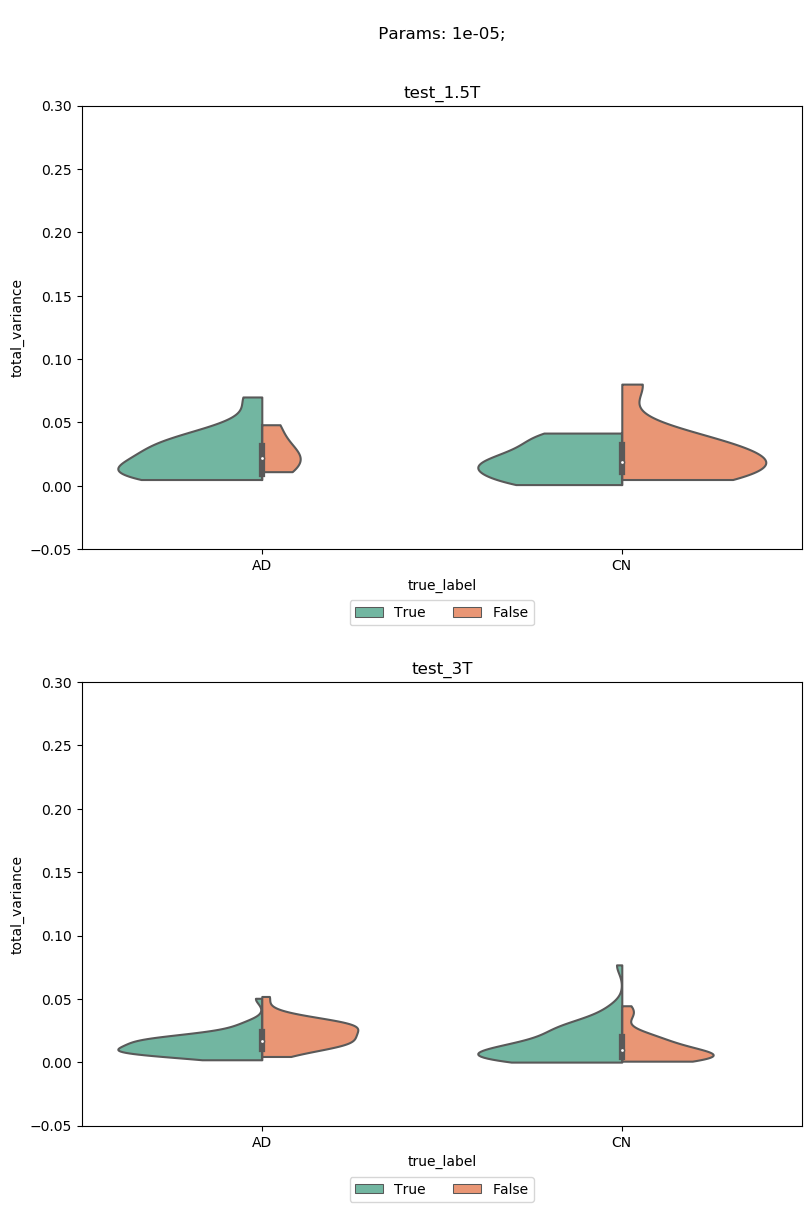 Params: 1e-05;
test_1.5T
0.30
0.25
0.20
0.15
0.10
0.05
0.00
−0.05
total_variance
AD CN
true_label
True False
test_3T
0.30
0.25
0.20
0.15
0.10
0.05
0.00
−0.05
total_variance
AD CN
true_label
True False